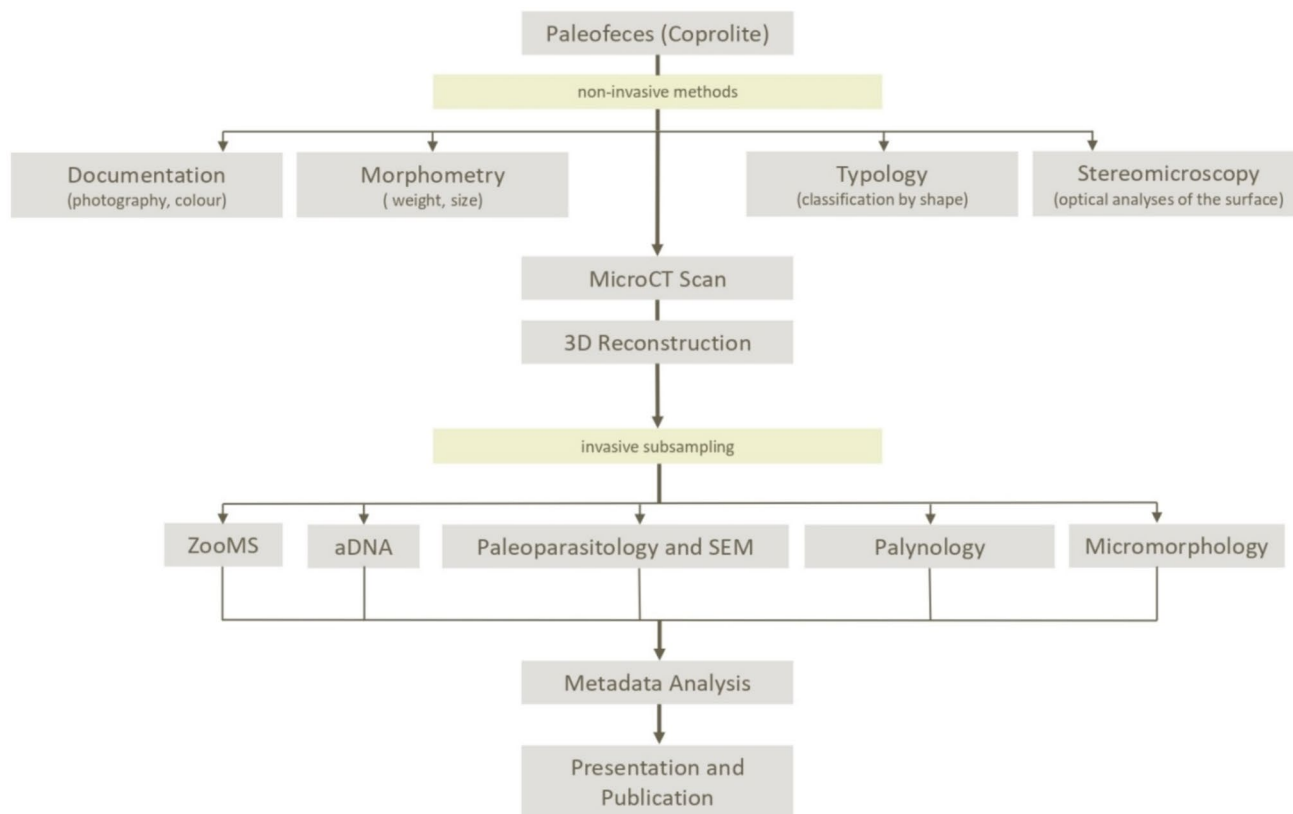 Paleofeces (Coprolite)
non-invasive methods
Documentation
(photography, colour)
Morphometry
( weight, size)
Typology
(classification by shape)
Stereomicroscopy
(optical analyses of the surface)
MicroCT Scan
3D Reconstruction
invasive subsampling
ZooMS
aDNA
Paleoparasitology and SEM
Palynology
Micromorphology
Metadata Analysis
Presentation and
Publication